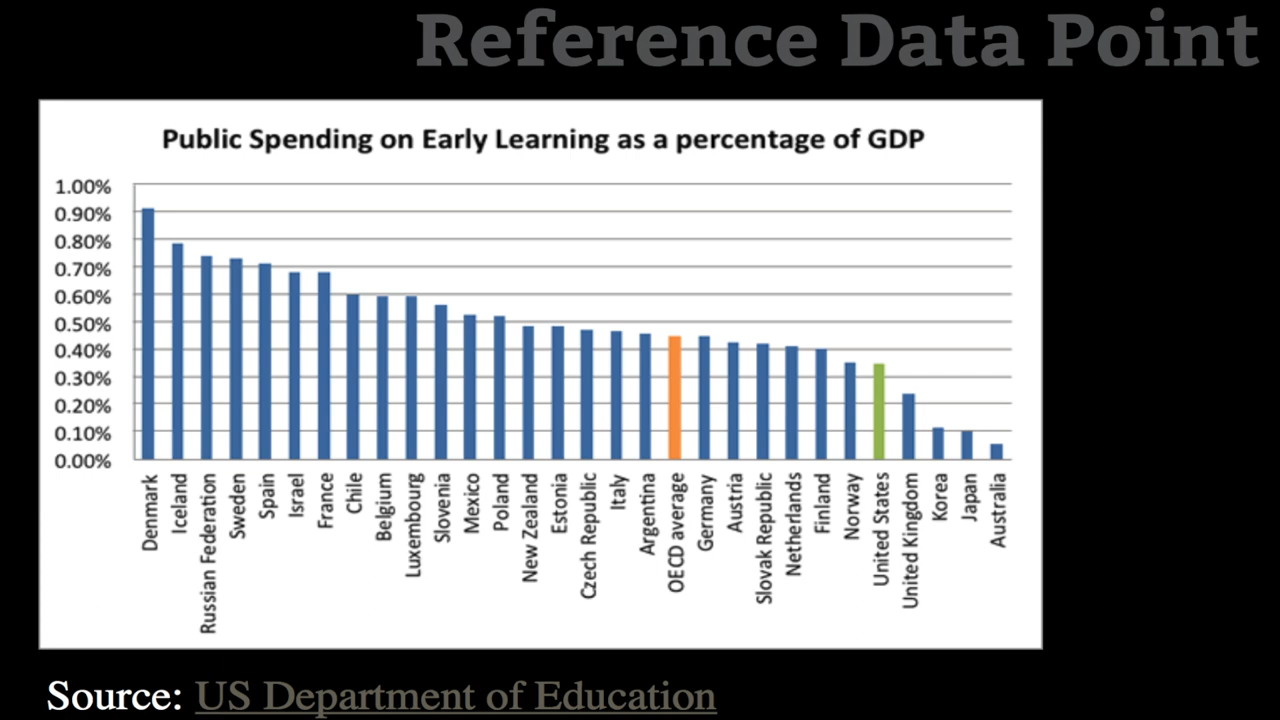 Reference Data Point
Public Spending on Early Learning as a percentage of GDP
1.00%
0.90%
0.80%
0.70%
0.60%
0.50%
0.40%
0.30%
0.20%
0.10%
0.00%
Denmark
Iceland
Russian Federation
Sweden
Spain
Israel
France
Chile
Belgium
Luxembourg
Slovenia
Mexico
Poland
New Zealand
Estonia
Czech Republic
Italy
Argentina
OECD average
Germany
Austria
Slovak Republic
Netherlands
Finland
Norway
United States
United Kingdom
Korea
Japan
Australia
Source: US Department of Education